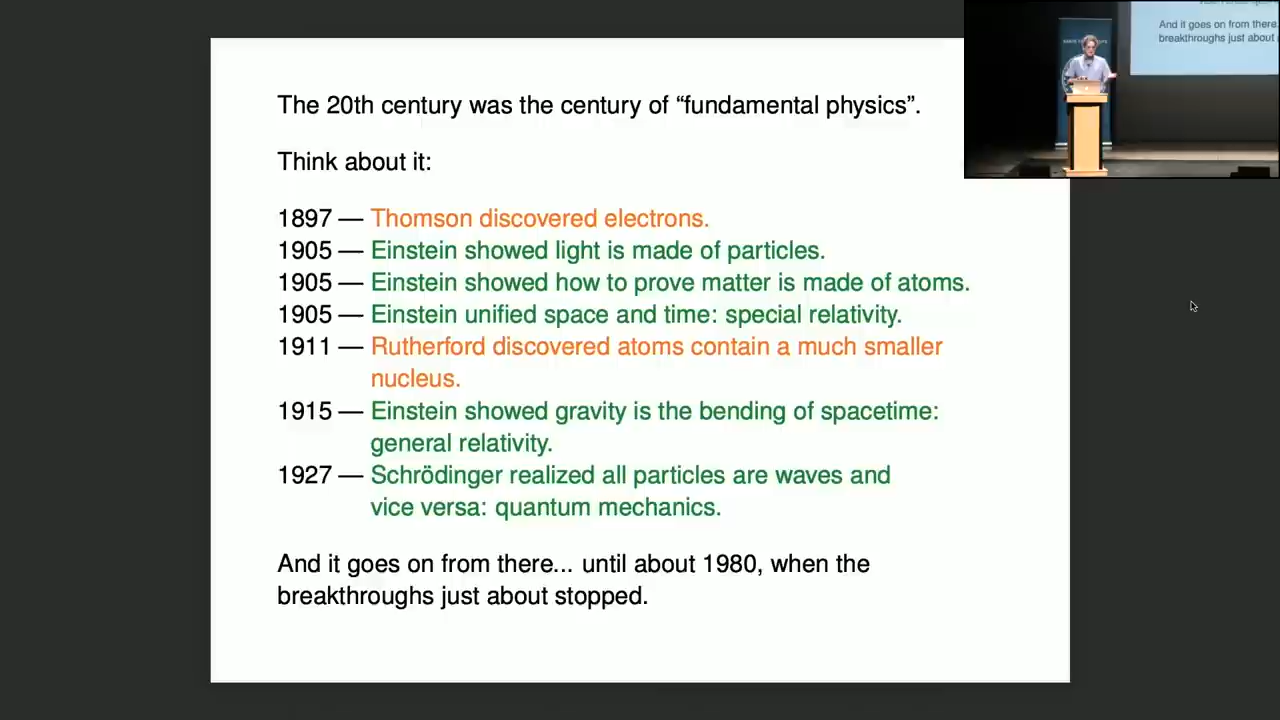 The 20th century was the century of “fundamental physics”.
Think about it:
1897 — Thomson discovered electrons.
1905 — Einstein showed light is made of particles.
1905 — Einstein showed how to prove matter is made of atoms.
1905 — Einstein unified space and time: special relativity.
1911 — Rutherford discovered atoms contain a much smaller
nucleus.
1915 — Einstein showed gravity is the bending of spacetime:
general relativity.
1927 — Schrödinger realized all particles are waves and
vice versa: quantum mechanics.
And it goes on from there... until about 1980, when the
breakthroughs just about stopped.
And it goes on from there
breakthroughs just about